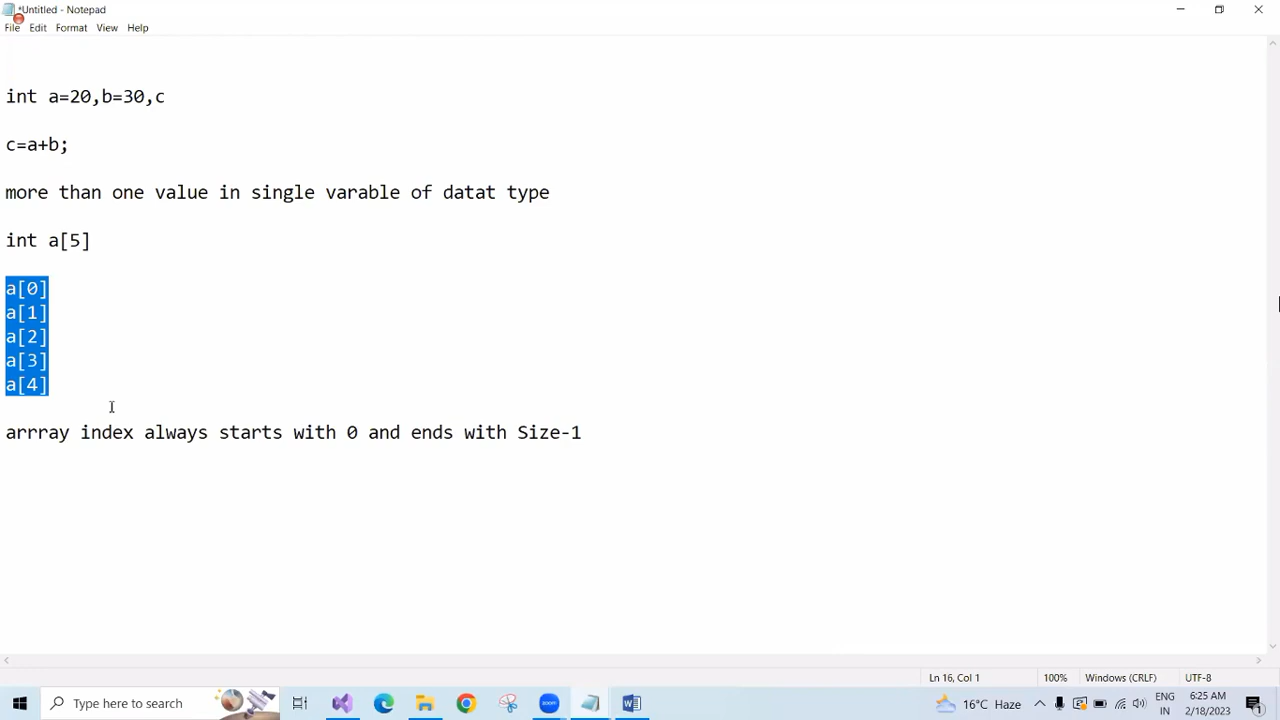 *Untitled - Notepad
File Edit Format View Help
int a=20,b=30,c
c=a+b;
more than one value in single varable of datat type
int a[5]
a[0]
a[1]
a[2]
a[3]
a[4]
arrray index always starts with 0 and ends with Size-1
Ln 16, Col 1 100% Windows (CRLF) UTF-8
Type here to search
zoom
16°C Haze
ENG
IN
6:25 AM
2/18/2023
1